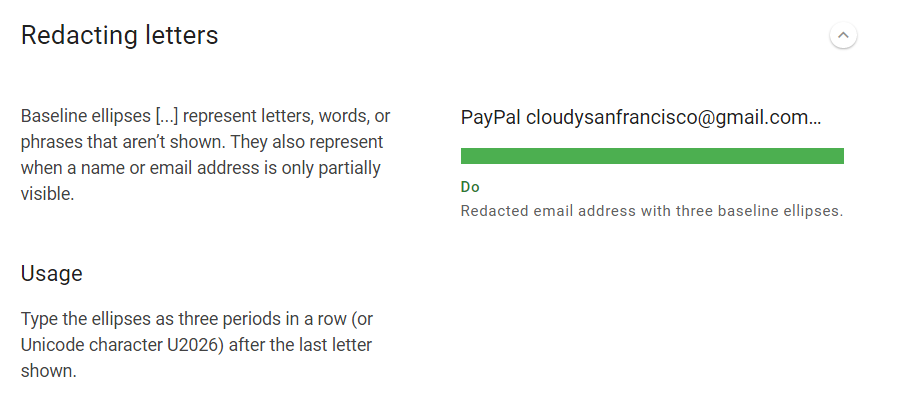 Redacting letters
Baseline ellipses [...] represent letters, words, or
phrases that aren’t shown. They also represent
when a name or email address is only partially
visible.
PayPal cloudysanfrancisco@gmail.com...
Do
Redacted email address with three baseline ellipses.
Usage
Type the ellipses as three periods in a row (or
Unicode character U2026) after the last letter
shown.